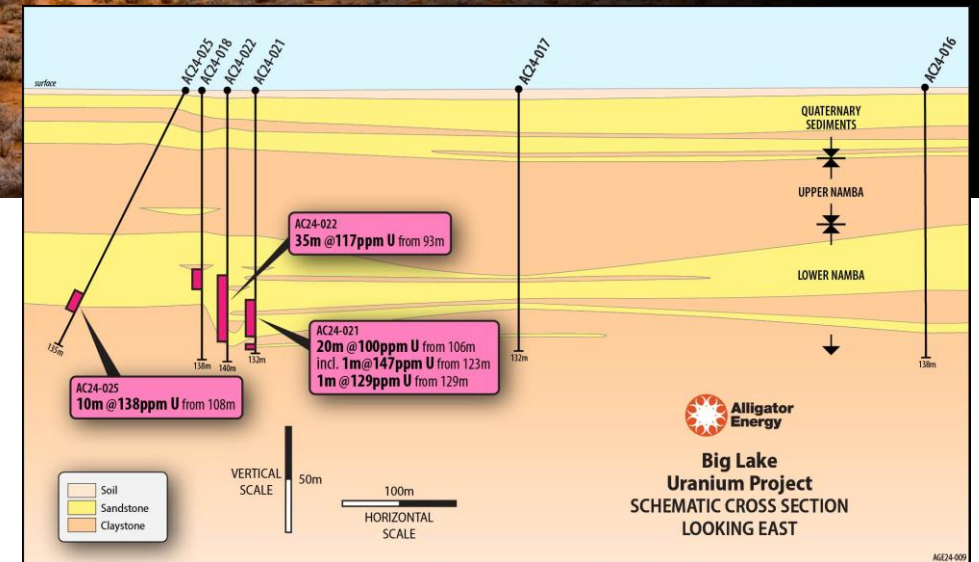 surface
AC24-025
AC24-018
AC24-022
AC24-021
AC24-017
AC24-016
QUATERNARY
SEDIMENTS
UPPER NAMBA
LOWER NAMBA
AC24-022
35m @117ppm U from 93m
AC24-021
20m @100ppm U from 106m
incl. 1m@147ppm U from 123m
1m @129ppm U from 129m
AC24-025
10m @138ppm U from 108m
135m
138m
140m
132m
132m
138m
Soil
Sandstone
Claystone
VERTICAL
SCALE
50m
100m
HORIZONTAL
SCALE
Alligator
Energy
Big Lake
Uranium Project
SCHEMATIC CROSS SECTION
LOOKING EAST
AGE24-009